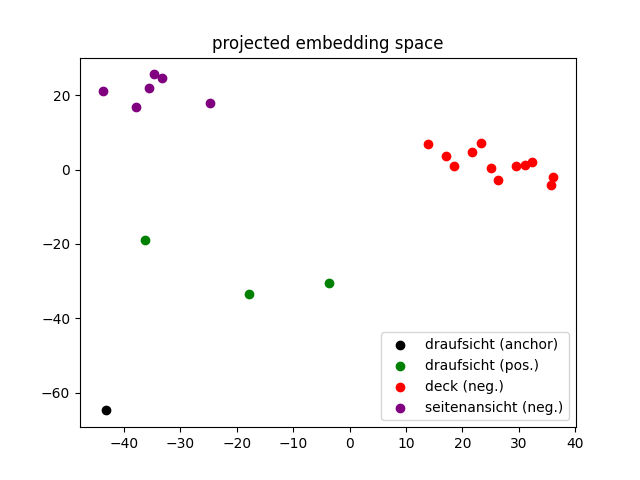 projected embedding space
20
0
−20
−40
−60
−40 −30 −20 −10 0 10 20 30 40
draufsicht (anchor)
draufsicht (pos.)
deck (neg.)
seitenansicht (neg.)